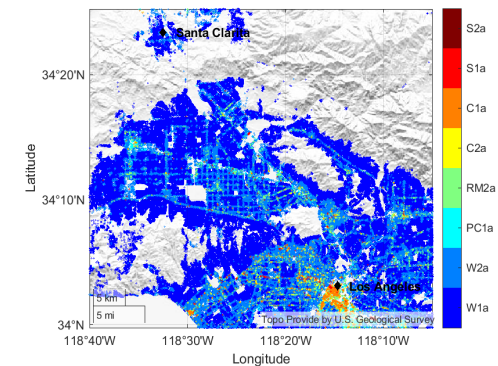 Santa Clarita
34°20'N
34°10'N
34°N
Latitude
Los Angeles
5 km
5 mi
Topo Provide by U.S. Geological Survey
118°40'W
118°30'W
118°20'W
118°10'W
Longitude
S2a
S1a
C1a
C2a
RM2a
PC1a
W2a
W1a